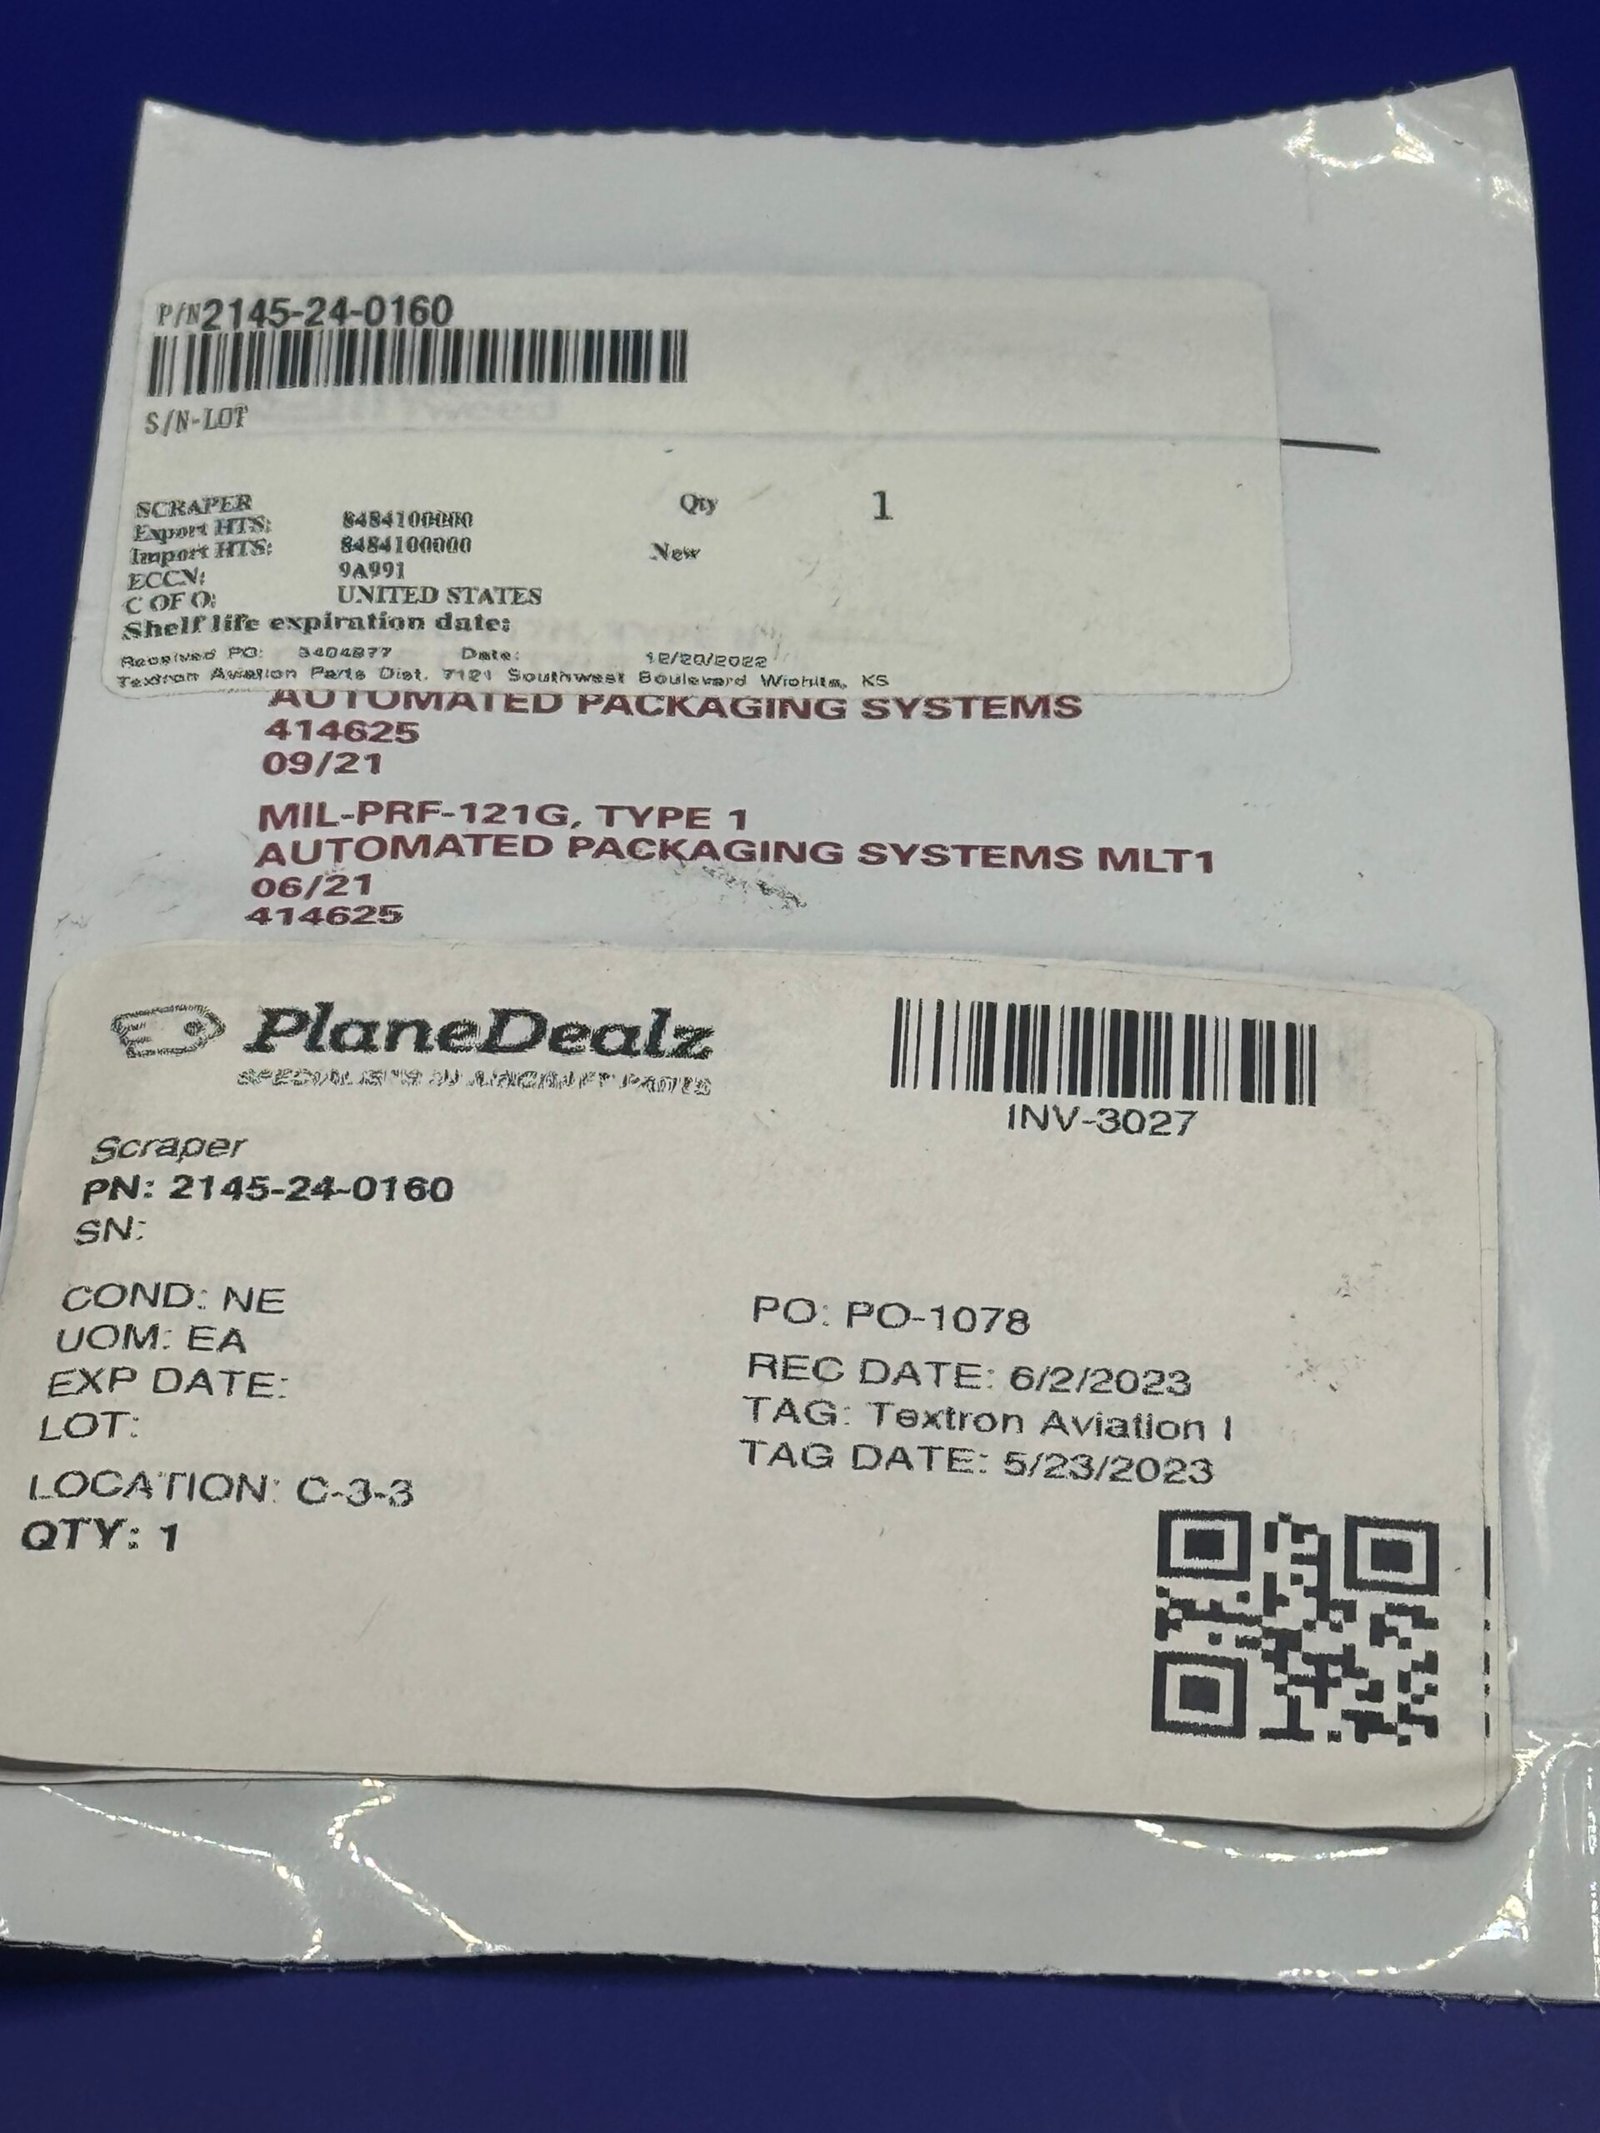 P/N2145-24-0160
S/N-LOT
SCRAPER
Qty 1
Export HTS: 8484100000
Import HTS: 8484100000
New
ECCN: 9A991
C OF O: UNITED STATES
Shelf life expiration date:
Received PO: 3404877 Date: 12/20/2022
Textron Aviation Parts Dist. 7121 Southwest Boulevard Wichita, KS
AUTOMATED PACKAGING SYSTEMS
414625
09/21
MIL-PRF-121G, TYPE 1
AUTOMATED PACKAGING SYSTEMS MLT1
06/21
414625
PlaneDealz
SPECIALISTS IN AIRCRAFT PARTS
INV-3027
Scraper
PN: 2145-24-0160
SN:
COND: NE
UOM: EA
EXP DATE:
LOT:
LOCATION: C-3-3
QTY: 1
PO: PO-1078
REC DATE: 6/2/2023
TAG: Textron Aviation I
TAG DATE: 5/23/2023